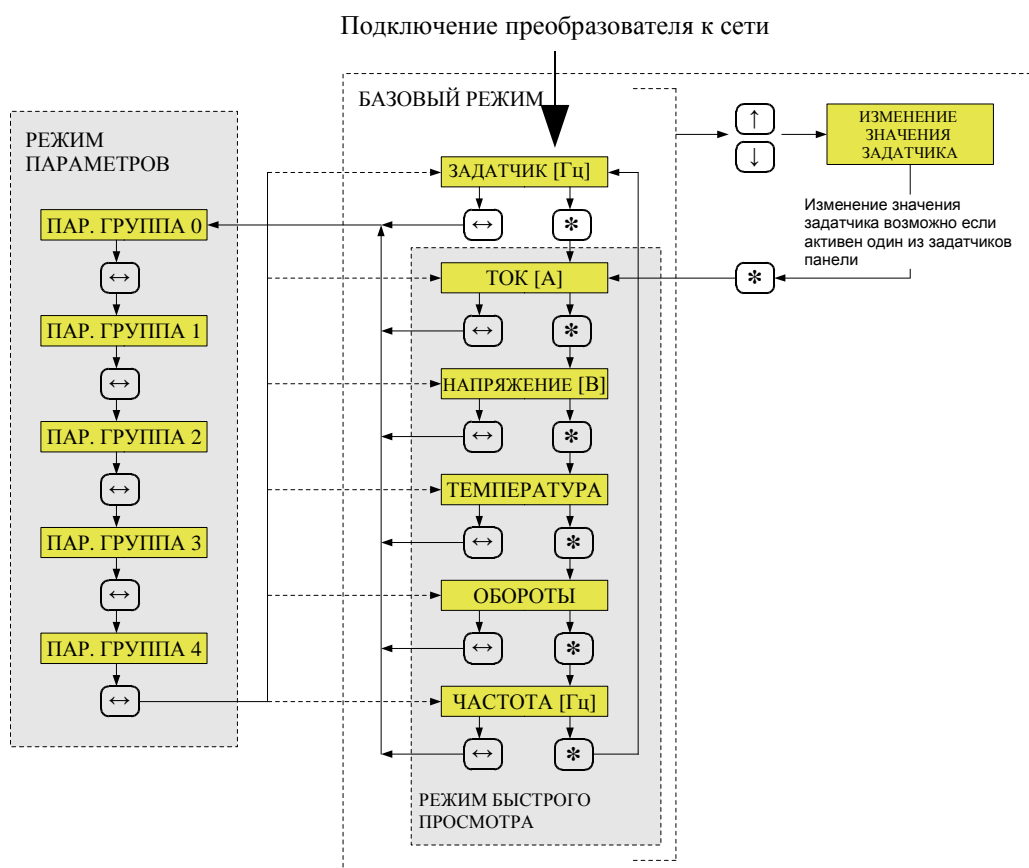 Подключение преобразователя к сети
БАЗОВЫЙ РЕЖИМ
РЕЖИМ
ПАРАМЕТРОВ
↑
↓
ИЗМЕНЕНИЕ
ЗНАЧЕНИЯ
ЗАДАТЧИКА
ЗАДАТЧИК [Гц]
↔ *
Изменение значения
задатчика возможно если
активен один из задатчиков
панели
*
ПАР. ГРУППА 0
↔
ПАР. ГРУППА 1
↔
ПАР. ГРУППА 2
↔
ПАР. ГРУППА 3
↔
ПАР. ГРУППА 4
↔
ТОК [А]
↔ *
НАПРЯЖЕНИЕ [В]
↔ *
ТЕМПЕРАТУРА
↔ *
ОБОРОТЫ
↔ *
ЧАСТОТА [Гц]
↔ *
РЕЖИМ БЫСТРОГО
ПРОСМОТРА